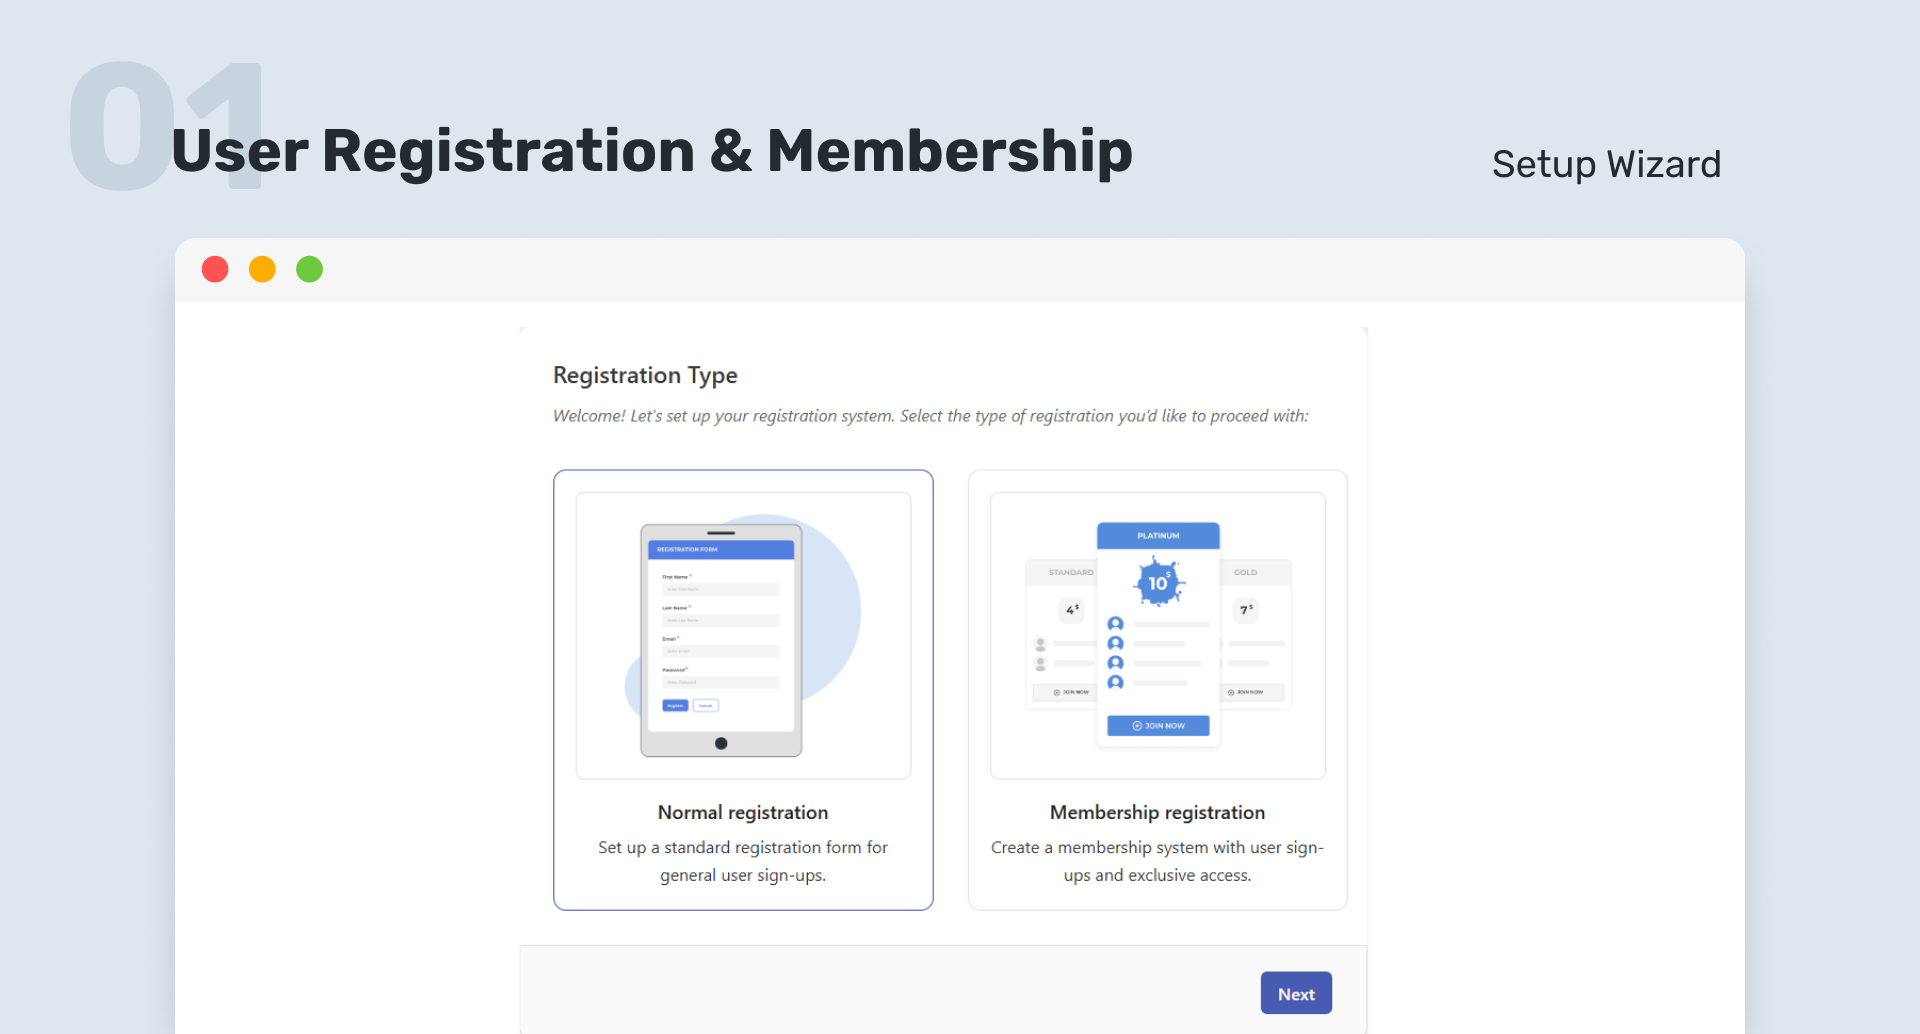 01
User Registration & Membership
Setup Wizard
Registration Type
Welcome! Let's set up your registration system. Select the type of registration you'd like to proceed with:
REGISTRATION FORM
First Name *
Last Name *
Email *
Password *
Register
PLATINUM
10 $
STANDARD
4 $
JOIN NOW
GOLD
7 $
JOIN NOW
JOIN NOW
Normal registration
Set up a standard registration form for
general user sign-ups.
Membership registration
Create a membership system with user sign-
ups and exclusive access.
Next